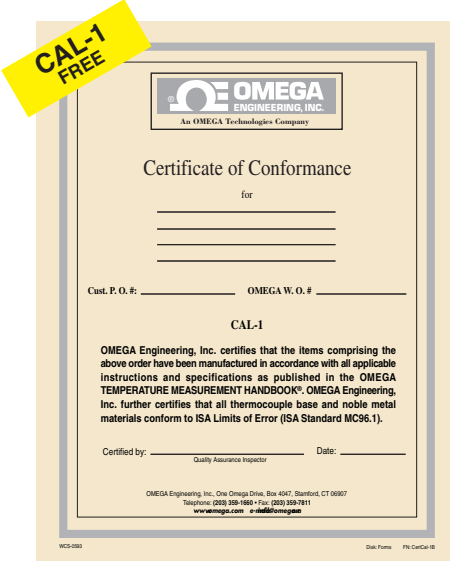 CAL-1
FREE
® OMEGA
ENGINEERING, INC.
An OMEGA Technologies Company
Certificate of Conformance
for
Cust. P. O. #: OMEGA W. O. #
CAL-1
OMEGA Engineering, Inc. certifies that the items comprising the
above order have been manufactured in accordance with all applicable
instructions and specifications as published in the OMEGA
TEMPERATURE MEASUREMENT HANDBOOK®. OMEGA Engineering,
Inc. further certifies that all thermocouple base and noble metal
materials conform to ISA Limits of Error (ISA Standard MC96.1).
Certified by: Date:
Quality Assurance Inspector
OMEGA Engineering, Inc., One Omega Drive, Box 4047, Stamford, CT 06907
Telephone: (203) 359-1660 • Fax: (203) 359-7811
www.omega.com
WCS-0593 Disk: Forms FN: CertCal-1B